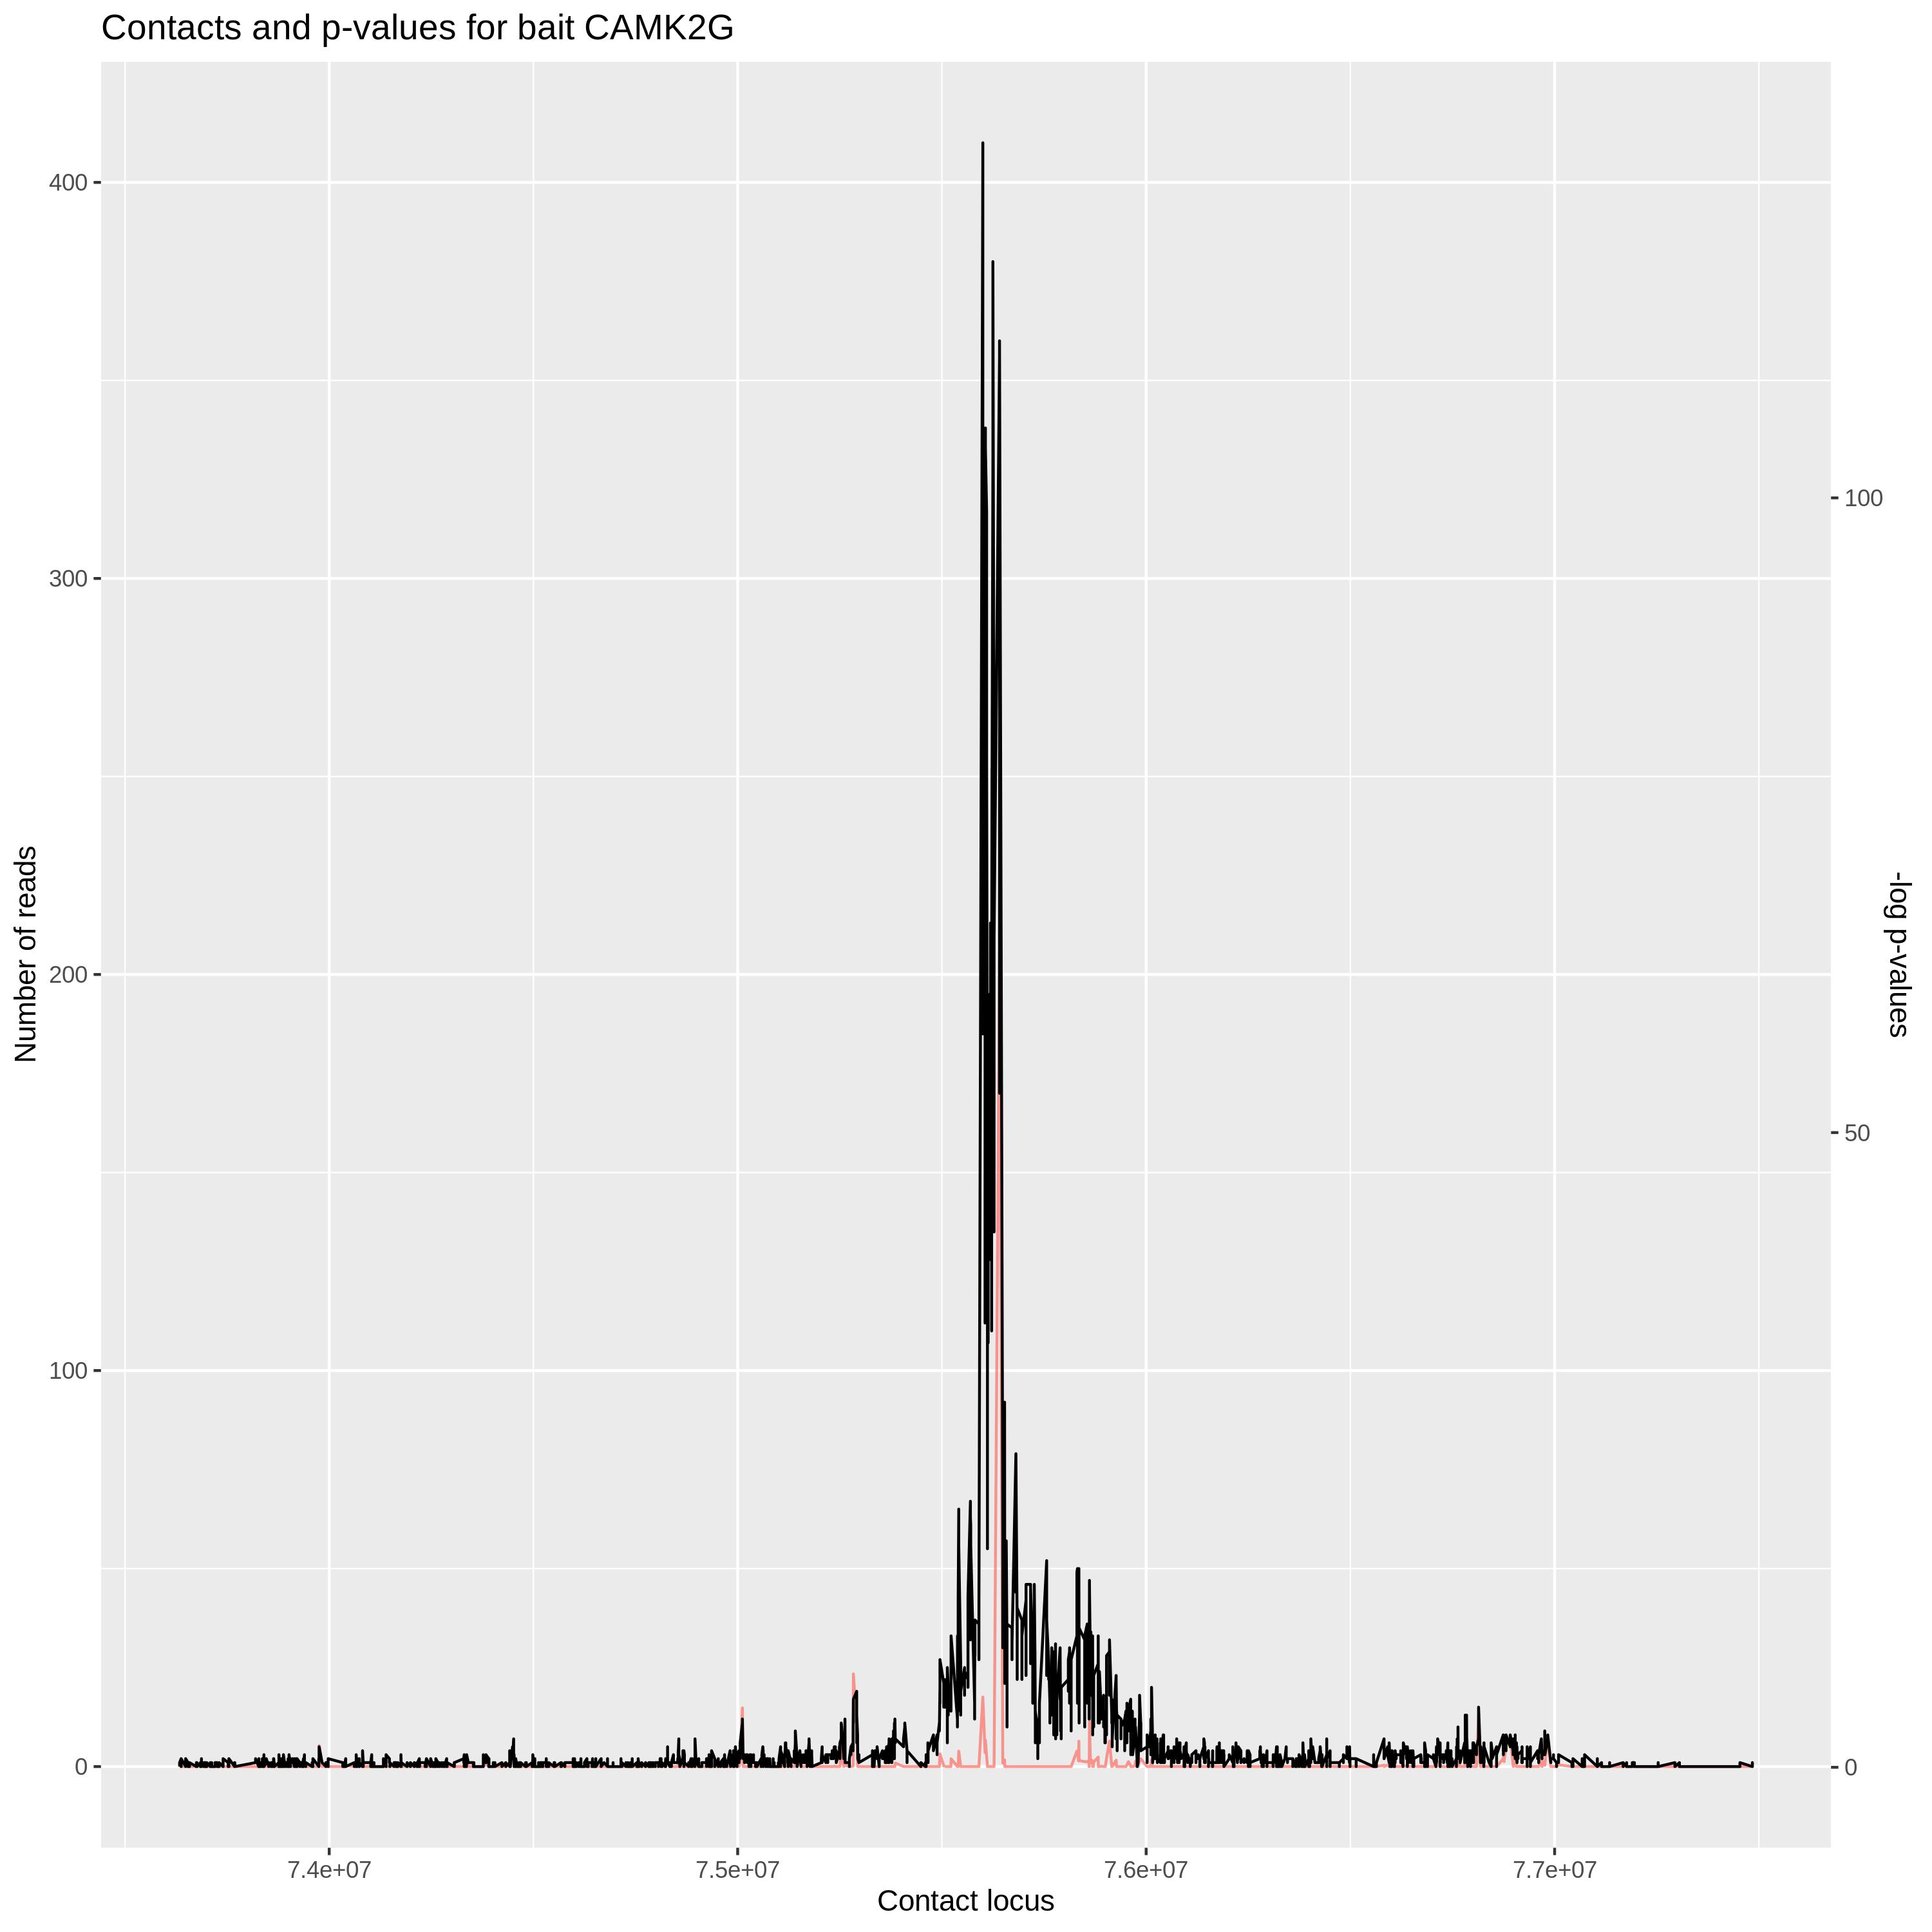 Contacts and p-values for bait CAMK2G
400
300
200
100
0
Number of reads
100
50
0
-log p-values
7.4e+07
7.5e+07
7.6e+07
7.7e+07
Contact locus